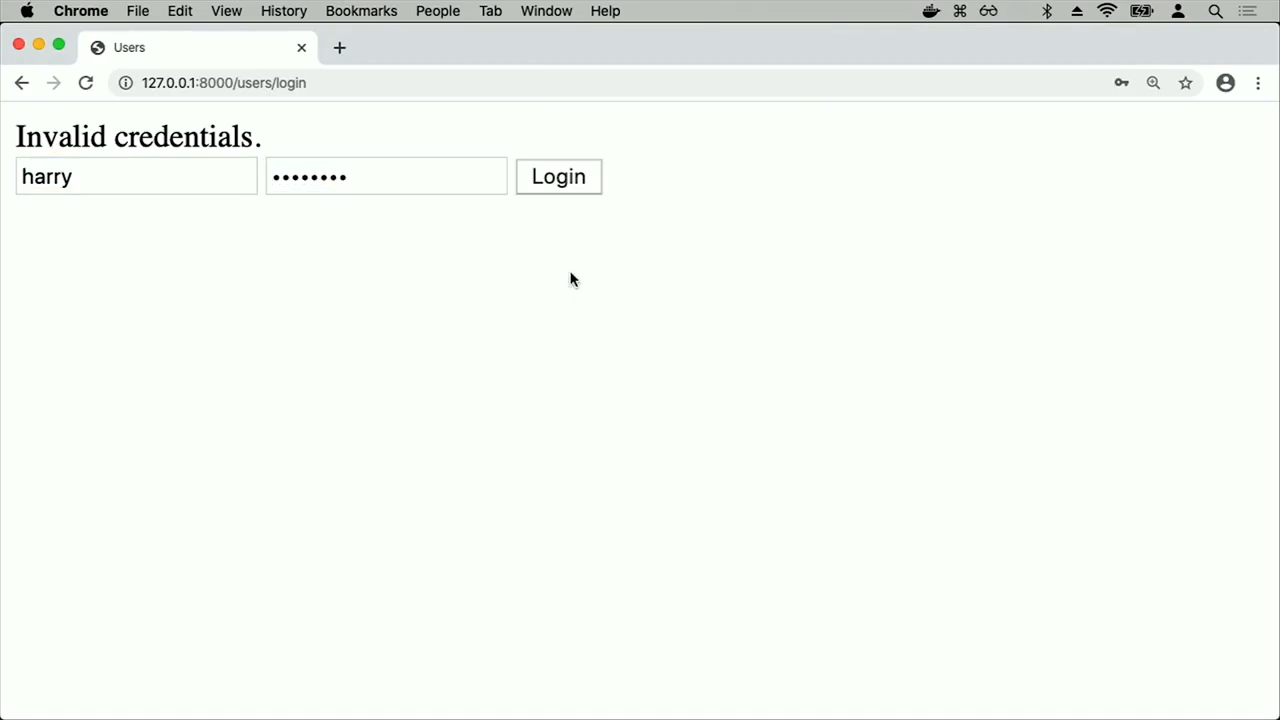 Chrome File Edit View History Bookmarks People Tab Window Help
Users
127.0.0.1:8000/users/login
Invalid credentials.
harry •••••••• Login